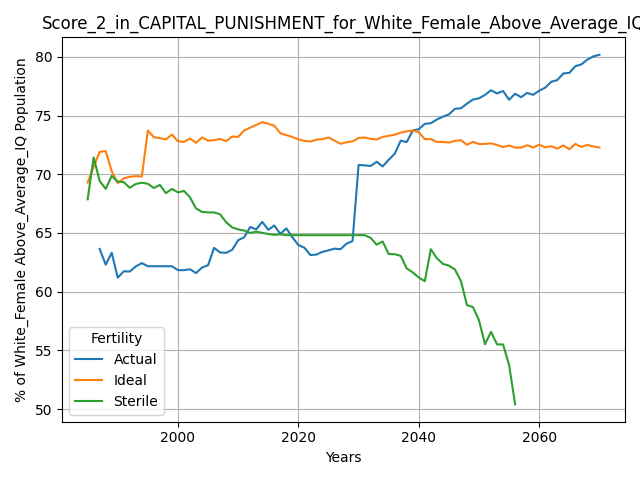 Score_2_in_CAPITAL_PUNISHMENT_for_White_Female_Above_Average_IQ
% of White_Female Above_Average_IQ Population
80
75
70
65
60
55
50
Fertility
Actual
Ideal
Sterile
2000
2020
2040
2060
Years